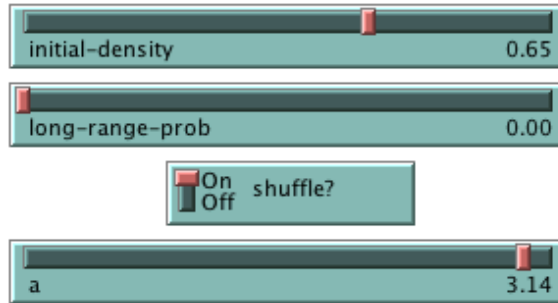 initial-density 0.65
long-range-prob 0.00
On
Off
shuffle?
a 3.14